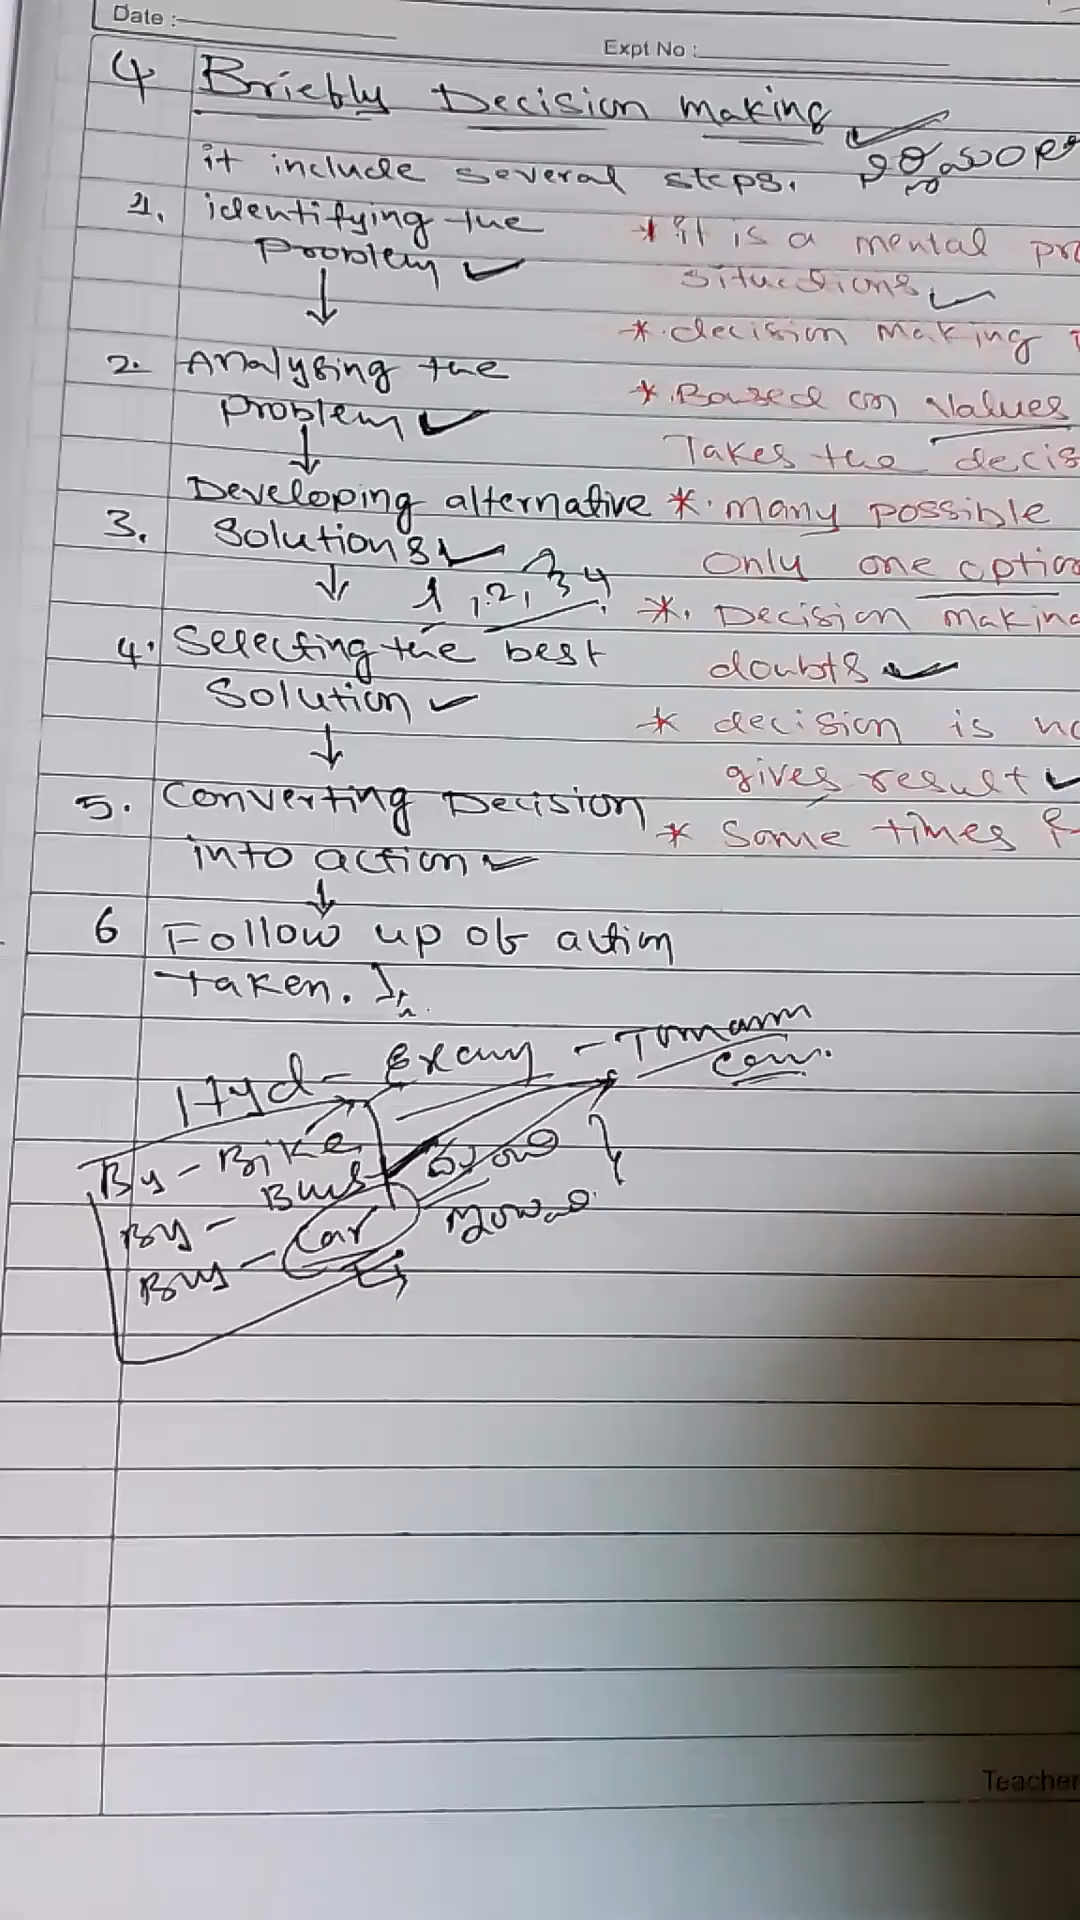 Date :
Expt No :
4 Briefly Decision making
it include several steps.
1. identifying the
problem
2. Analysing the
problem
3. Developing alternative
Solutions
1, 2, 3 4
4. Selecting the best
Solution
5. Converting Decision
into action
6 Follow up of action
taken.
* it is a mental
situations
* decision making
* Based on values
Takes the
* many possible
Only one
* Decision
doubts
* decision is
gives result
* Some times
Hyd - Exam -
By - Bike
Bus
By -
By - Car
Teacher